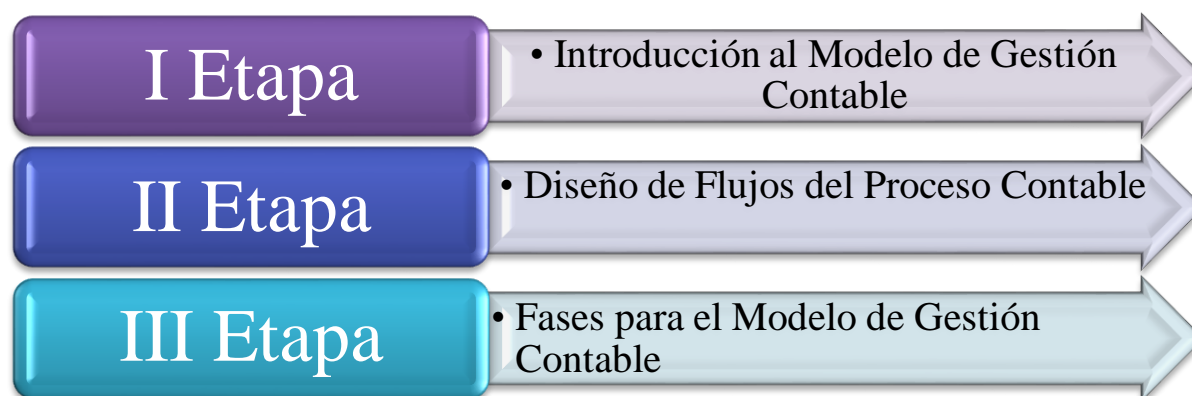 I Etapa
• Introducción al Modelo de Gestión
Contable
II Etapa
• Diseño de Flujos del Proceso Contable
III Etapa
• Fases para el Modelo de Gestión
Contable